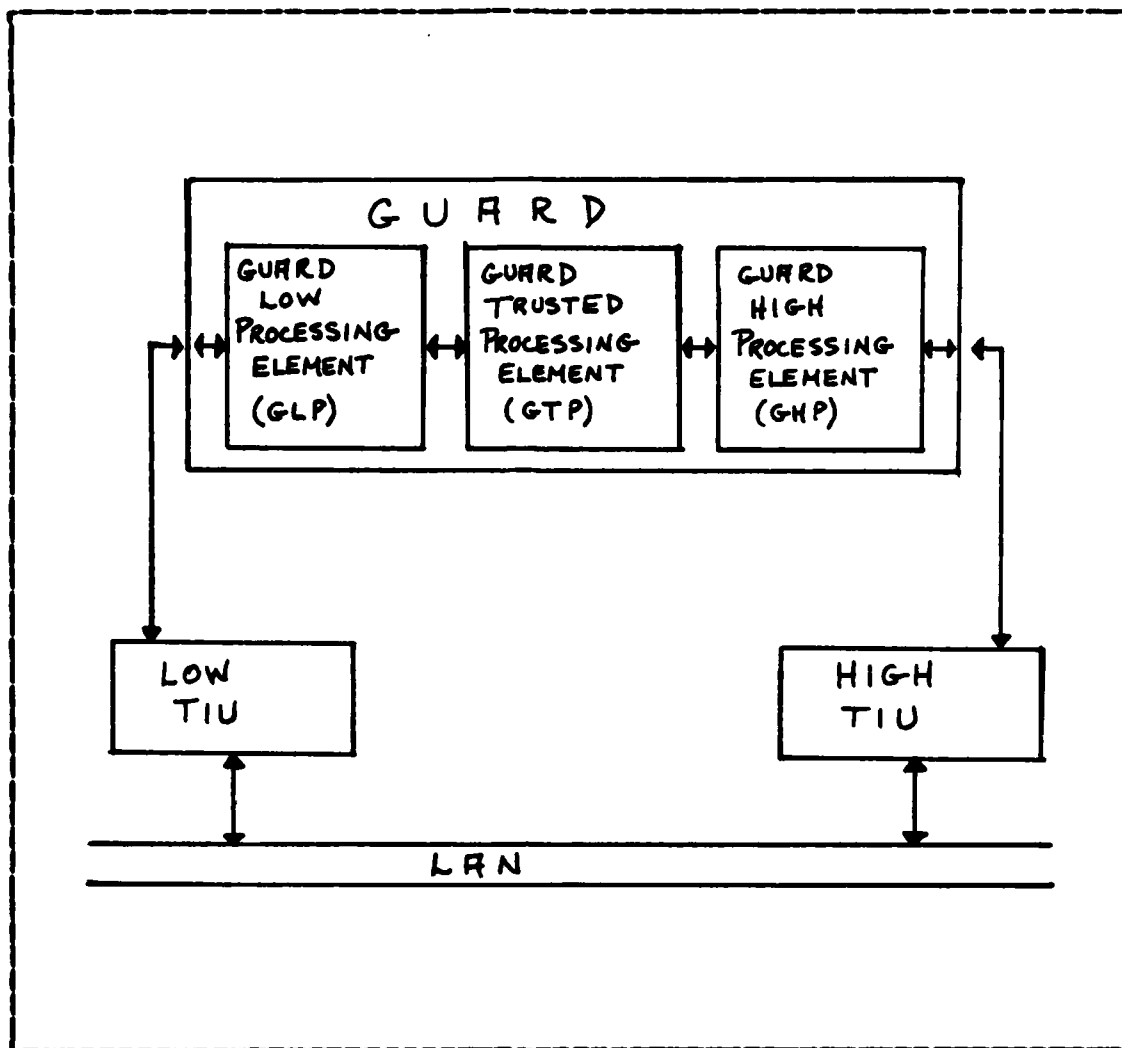 GUARD
GUARD
LOW
PROCESSING
ELEMENT
(GLP)
GUARD
TRUSTED
PROCESSING
ELEMENT
(GTP)
GUARD
HIGH
PROCESSING
ELEMENT
(GHP)
LOW
TIU
HIGH
TIU
LAN